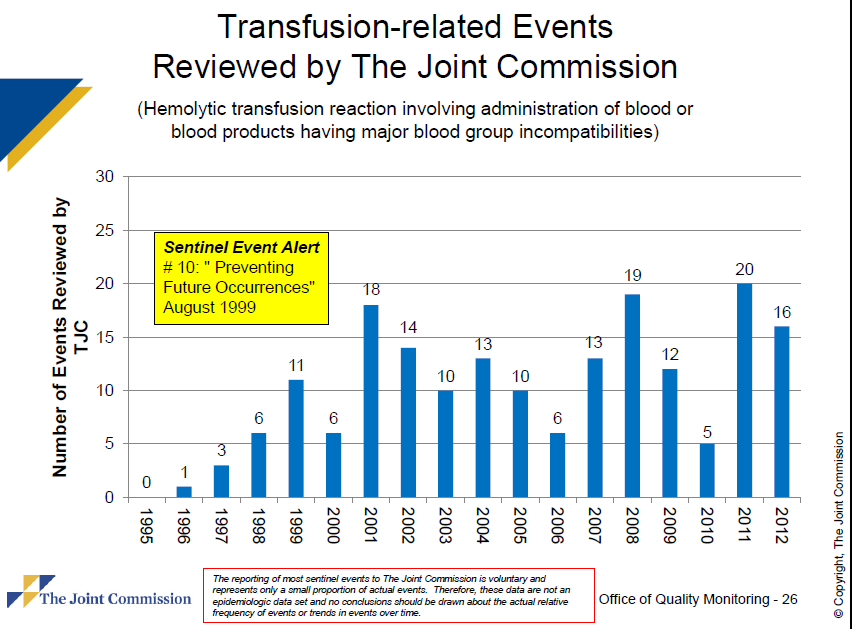 Transfusion-related Events
Reviewed by The Joint Commission
(Hemolytic transfusion reaction involving administration of blood or
blood products having major blood group incompatibilities)
Number of Events Reviewed by
TJC
30
25
20
15
10
5
0
Sentinel Event Alert
# 10: " Preventing
Future Occurrences"
August 1999
0
1
3
6
11
6
18
14
10
13
10
6
13
19
12
5
20
16
1995
1996
1997
1998
1999
2000
2001
2002
2003
2004
2005
2006
2007
2008
2009
2010
2011
2012
The Joint Commission
The reporting of most sentinel events to The Joint Commission is voluntary and
represents only a small proportion of actual events. Therefore, these data are not an
epidemiologic data set and no conclusions should be drawn about the actual relative
frequency of events or trends in events over time.
Office of Quality Monitoring - 26
© Copyright, The Joint Commission